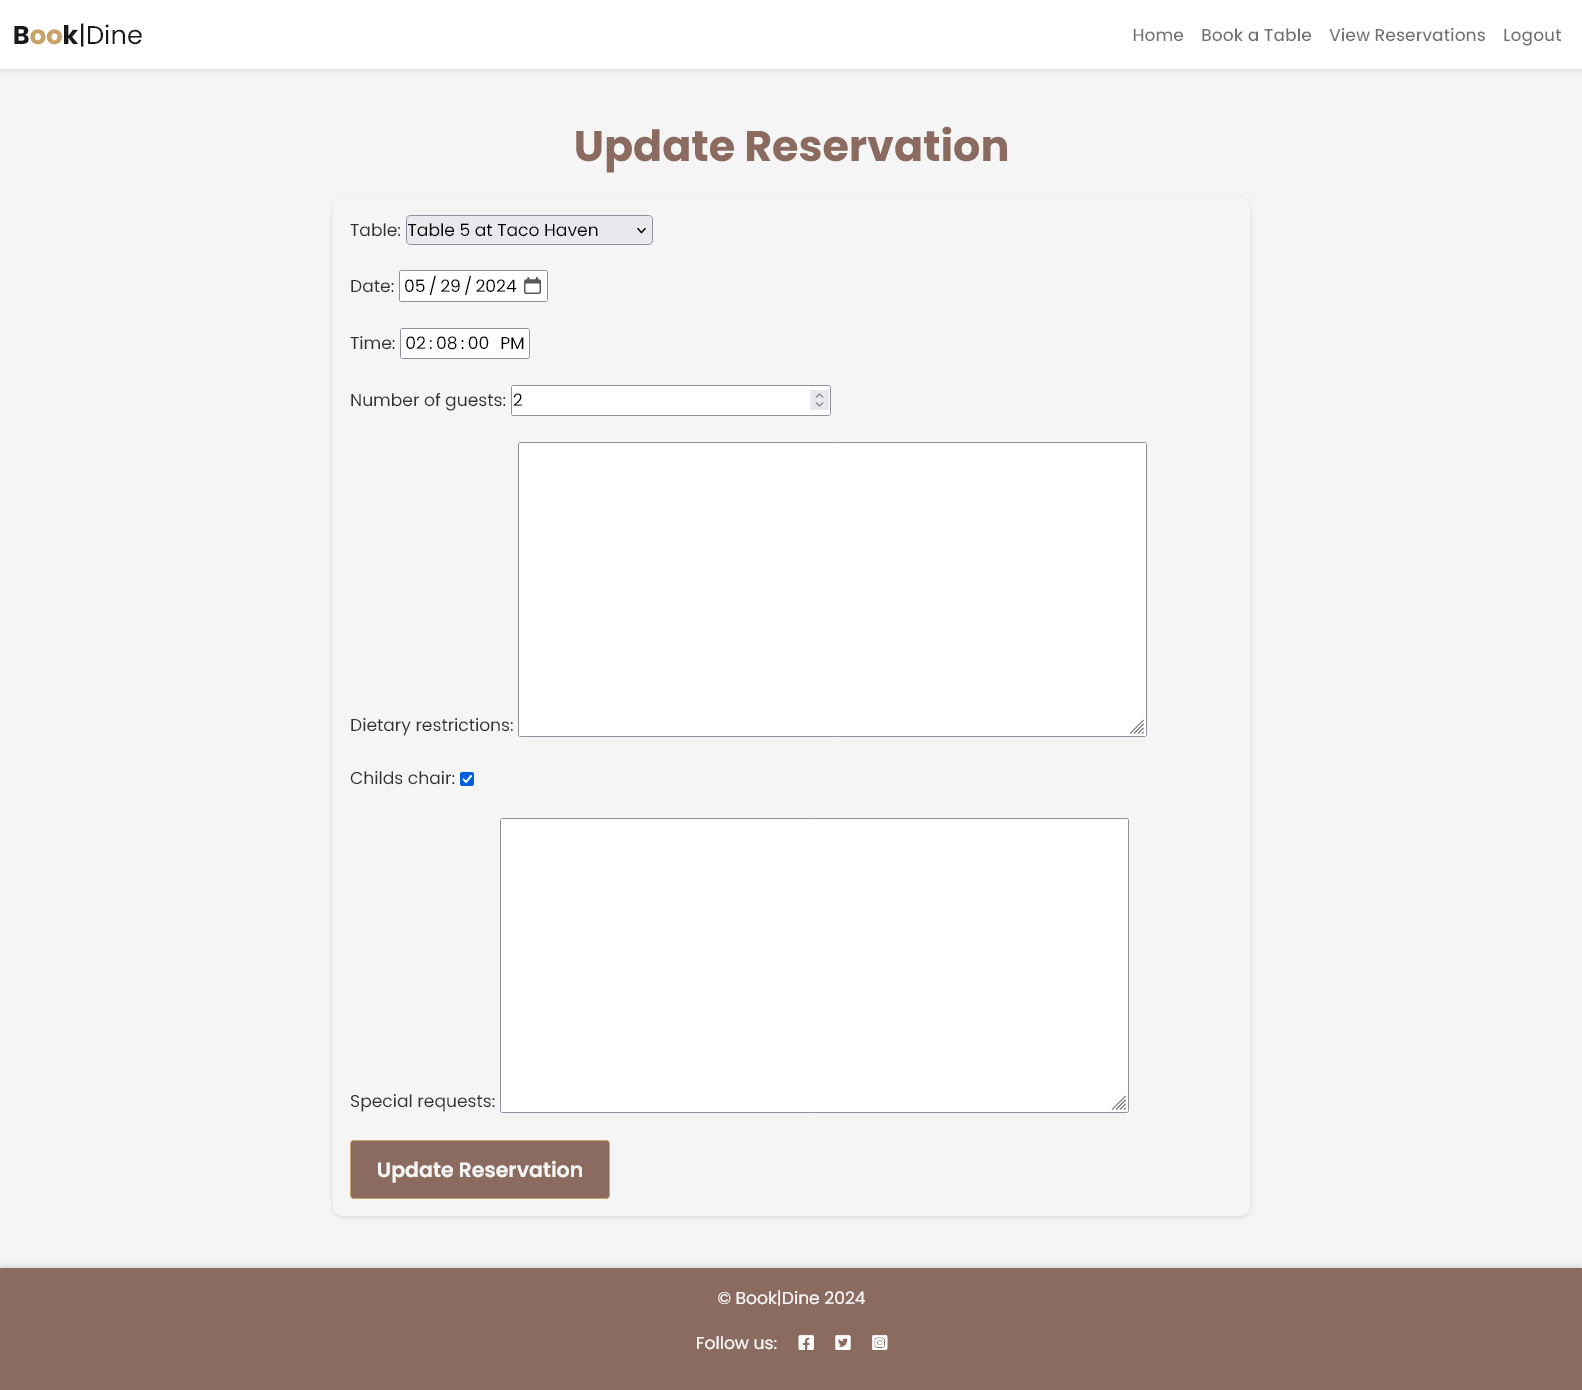 Book|Dine
Home Book a Table View Reservations Logout
Update Reservation
Table: Table 5 at Taco Haven
Date: 05 / 29 / 2024
Time: 02 : 08 : 00 PM
Number of guests: 2
Dietary restrictions:
Childs chair:
Special requests:
Update Reservation
© Book|Dine 2024
Follow us: